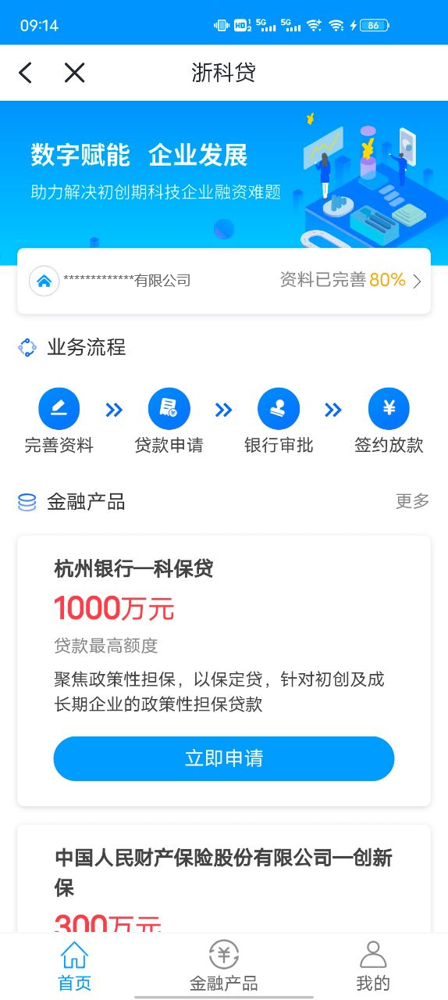 09:14
HD 1 2 5G 5G 86
浙科贷
数字赋能 企业发展
助力解决初创期科技企业融资难题
*************有限公司 资料已完善80%
业务流程
完善资料 贷款申请 银行审批 签约放款
金融产品 更多
杭州银行—科保贷
1000万元
贷款最高额度
聚焦政策性担保，以保定贷，针对初创及成
长期企业的政策性担保贷款
立即申请
中国人民财产保险股份有限公司—创新
保
300万元
首页 金融产品 我的